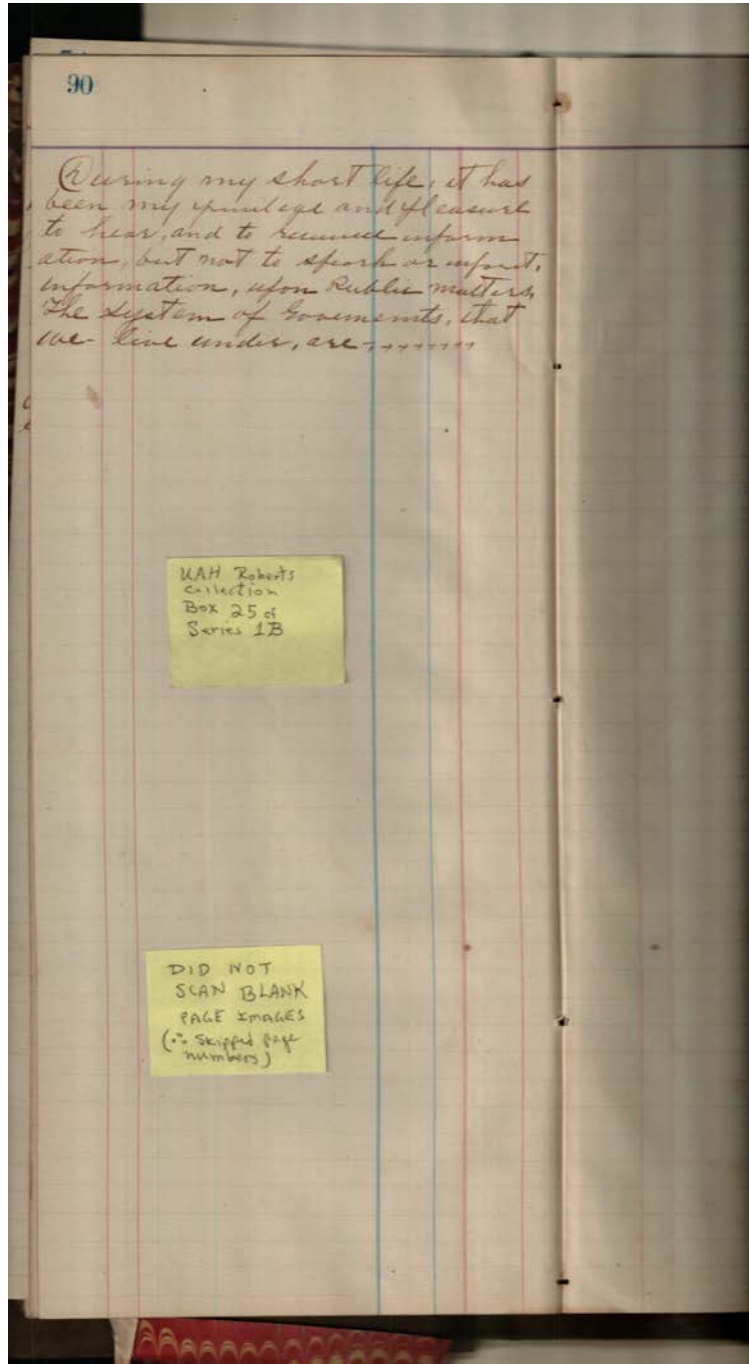 90
During my short life, it has
been my privilege and pleasure
to hear, and to receive inform
ation, but not to speak or impart,
information, upon Public matters,
The System of Governments, that
we - live under, are - , + + + + + + +
UAH Roberts
Collection
Box 25 of
Series 1B
DID NOT
SCAN BLANK
PAGE IMAGES
(∴ Skipped page
numbers)